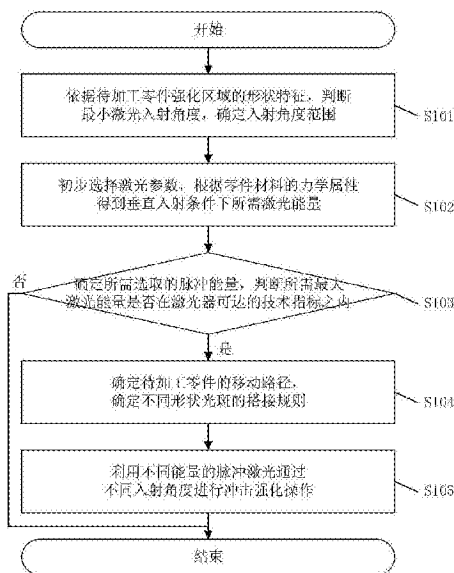 开始
依据待加工零件强化区域的形状特征，判断
最小激光入射角度，确定入射角度范围
S101
初步选择激光参数，根据零件材料的力学属性
得到垂直入射条件下所需激光能量
S102
否
确定所需选取的脉冲能量，判断所需最大
激光能量是否在激光器可达的技术指标之内
S103
是
确定待加工零件的移动路径，
确定不同形状光斑的搭接规则
S104
利用不同能量的脉冲激光通过
不同入射角度进行冲击强化操作
S105
结束